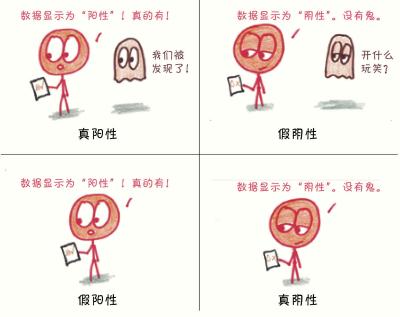 数据显示为“阳性”！真的有！
我们被
发现了！
真阳性
数据显示为“阴性”。没有鬼。
开什么
玩笑？
假阴性
数据显示为“阳性”！真的有！
假阳性
数据显示为“阴性”。没有鬼。
真阴性